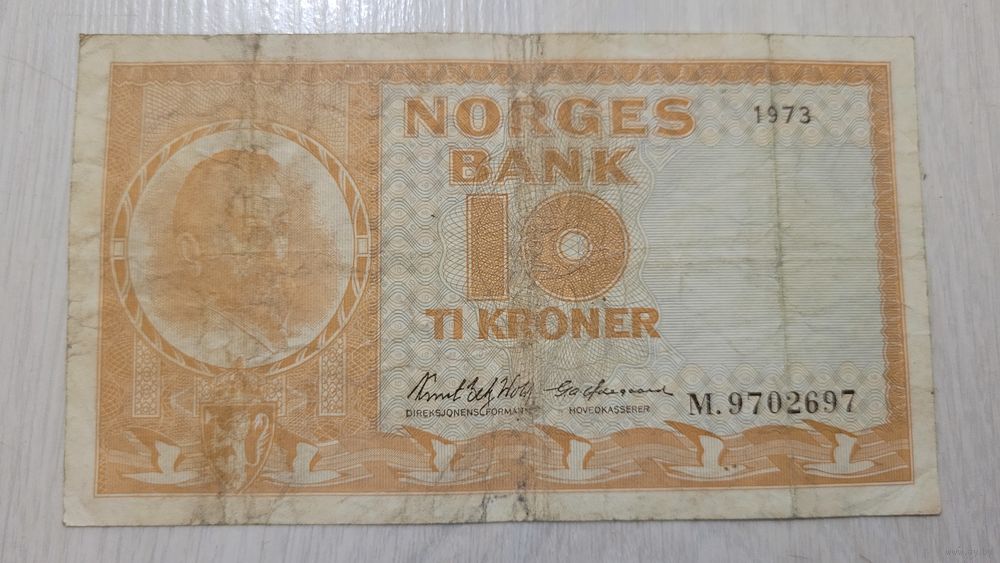 NORGES
1973
BANK
10
TI KRONER
DIREKSJONENS FORMANN
HOVEDKASSERER
M.9702697